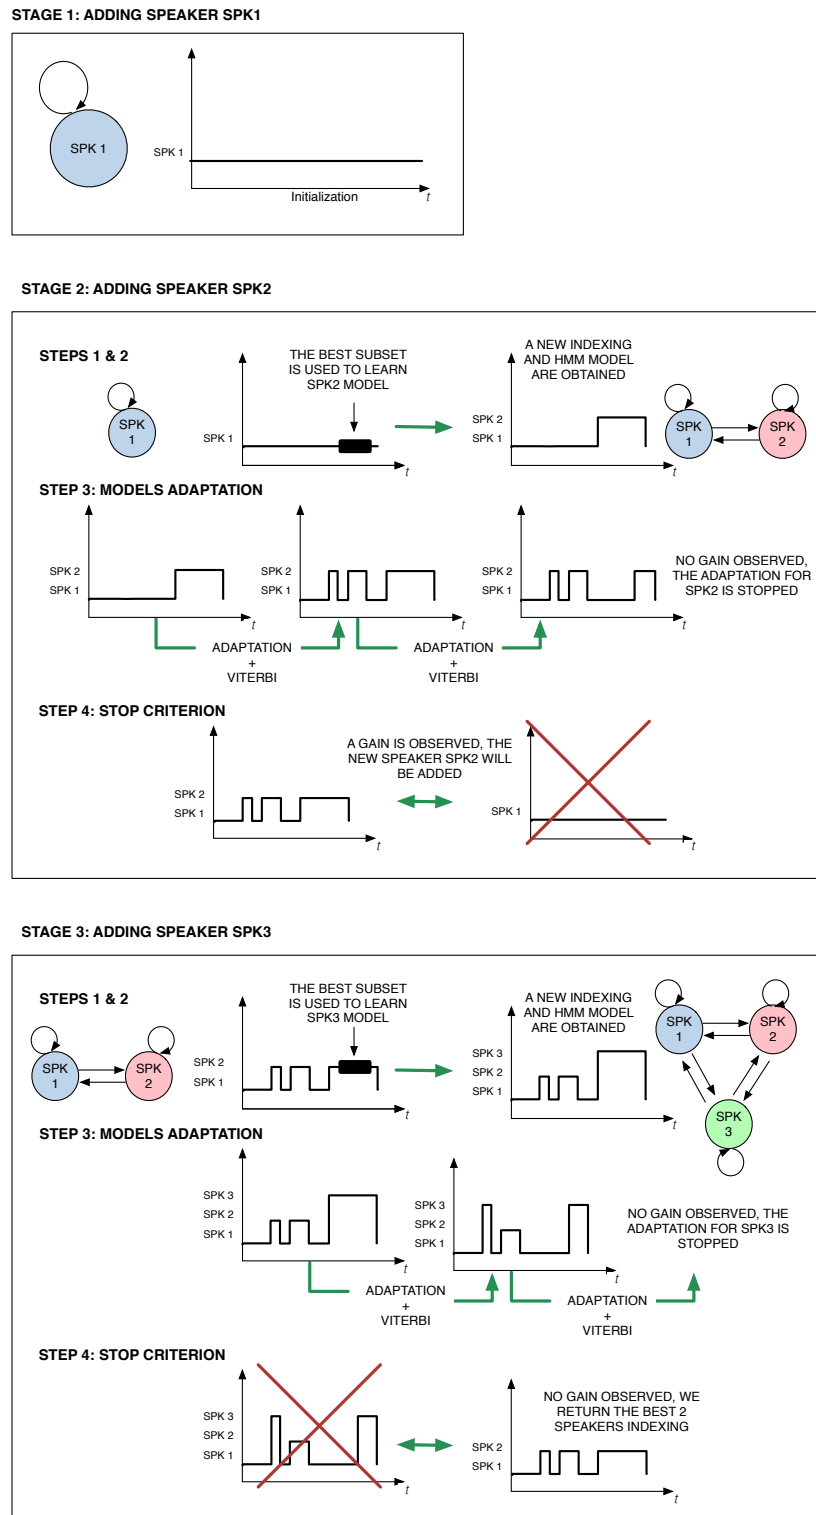 STAGE 1: ADDING SPEAKER SPK1
SPK 1
SPK 1
Initialization
t
STAGE 2: ADDING SPEAKER SPK2
STEPS 1 & 2
SPK
1
THE BEST SUBSET
IS USED TO LEARN
SPK2 MODEL
SPK 1
t
A NEW INDEXING
AND HMM MODEL
ARE OBTAINED
SPK 2
SPK 1
t
SPK
1
SPK
2
STEP 3: MODELS ADAPTATION
SPK 2
SPK 1
t
SPK 2
SPK 1
t
SPK 2
SPK 1
t
NO GAIN OBSERVED,
THE ADAPTATION FOR
SPK2 IS STOPPED
ADAPTATION
+
VITERBI
ADAPTATION
+
VITERBI
STEP 4: STOP CRITERION
SPK 2
SPK 1
t
A GAIN IS OBSERVED, THE
NEW SPEAKER SPK2 WILL
BE ADDED
SPK 1
t
STAGE 3: ADDING SPEAKER SPK3
STEPS 1 & 2
SPK
1
SPK
2
THE BEST SUBSET
IS USED TO LEARN
SPK3 MODEL
SPK 2
SPK 1
t
A NEW INDEXING
AND HMM MODEL
ARE OBTAINED
SPK 3
SPK 2
SPK 1
t
SPK
1
SPK
2
SPK
3
STEP 3: MODELS ADAPTATION
SPK 3
SPK 2
SPK 1
t
SPK 3
SPK 2
SPK 1
t
NO GAIN OBSERVED, THE
ADAPTATION FOR SPK3 IS
STOPPED
ADAPTATION
+
VITERBI
ADAPTATION
+
VITERBI
STEP 4: STOP CRITERION
SPK 3
SPK 2
SPK 1
t
NO GAIN OBSERVED, WE
RETURN THE BEST 2
SPEAKERS INDEXING
SPK 2
SPK 1
t